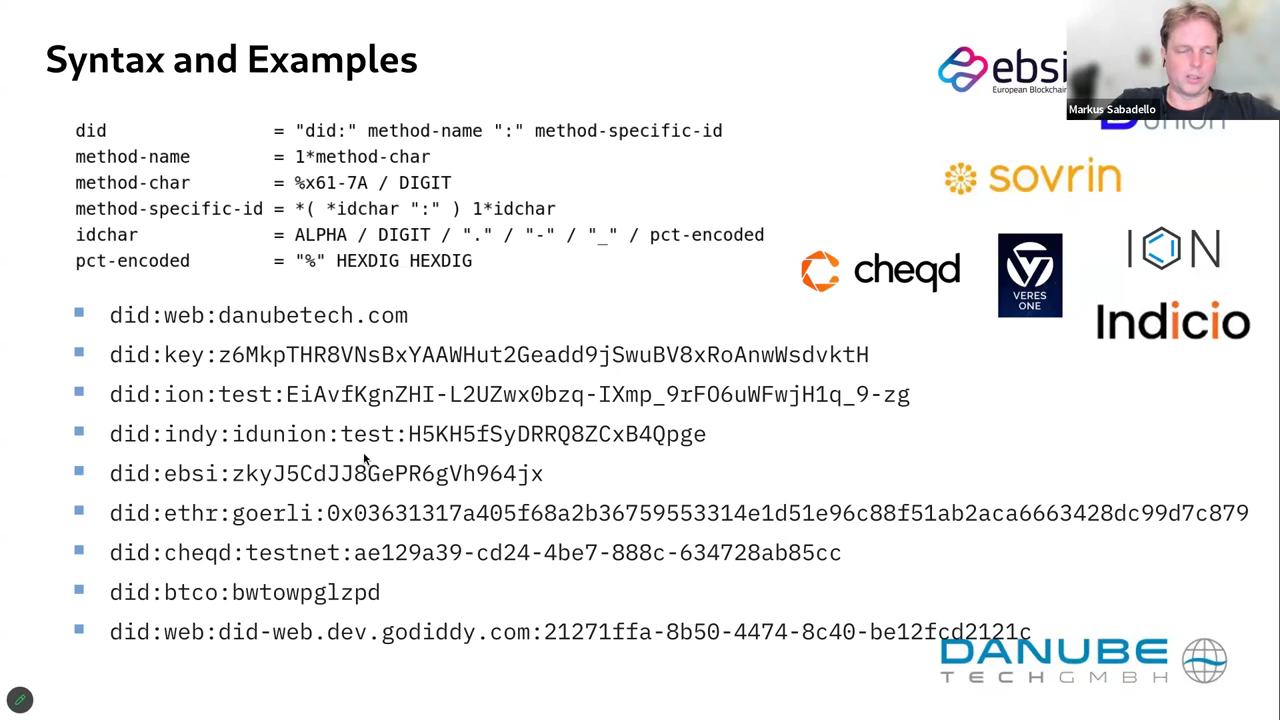 Syntax and Examples
ebsi
European Blockchain
Markus Sabadello
union
did = "did:" method-name ":" method-specific-id
method-name = 1*method-char
method-char = %x61-7A / DIGIT
method-specific-id = *( *idchar ":" ) 1*idchar
idchar = ALPHA / DIGIT / "." / "-" / "_" / pct-encoded
pct-encoded = "%" HEXDIG HEXDIG
sovrin
cheqd
VERES
ONE
ION
Indicio
did:web:danubetech.com
did:key:z6MkpTHR8VNsBxYAAWHut2Geadd9jSwuBV8xRoAnwWsdvktH
did:ion:test:EiAvfKgnZHI-L2UZwx0bzq-IXmp_9rFO6uWFwjH1q_9-zg
did:indy:idunion:test:H5KH5fSyDRRQ8ZCxB4Qpge
did:ebsi:zkyJ5CdJJ8GePR6gVh964jx
did:ethr:goerli:0x03631317a405f68a2b36759553314e1d51e96c88f51ab2aca6663428dc99d7c879
did:cheqd:testnet:ae129a39-cd24-4be7-888c-634728ab85cc
did:btco:bwtowpglzpd
did:web:did-web.dev.godiddy.com:21271ffa-8b50-4474-8c40-be12fcd2121c
DANUBE
TECH GMBH